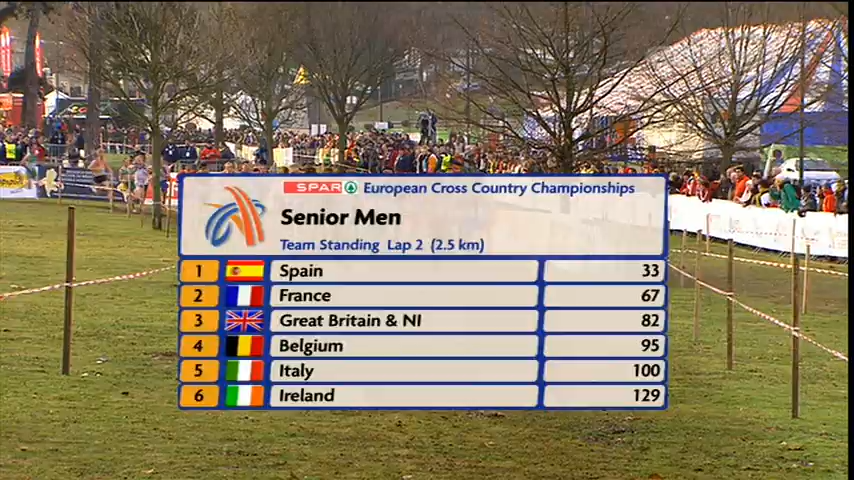 SPAR European Cross Country Championships
Senior Men
Team Standing Lap 2 (2.5 km)
1 Spain 33
2 France 67
3 Great Britain & NI 82
4 Belgium 95
5 Italy 100
6 Ireland 129